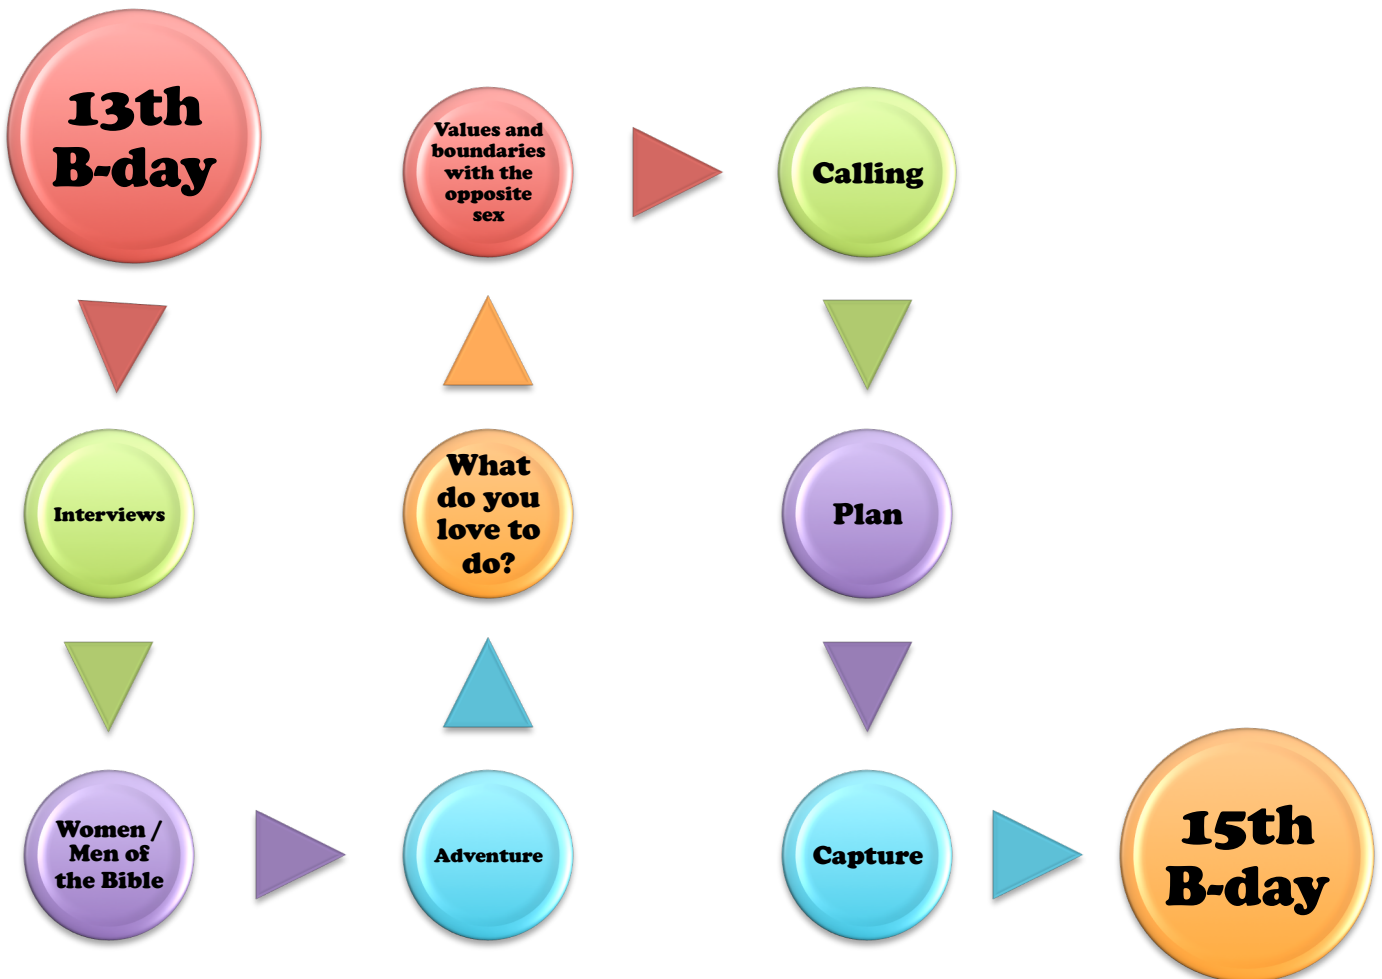 13th
B-day
Interviews
Women /
Men of
the Bible
Adventure
What
do you
love to
do?
Values and
boundaries
with the
opposite
sex
Calling
Plan
Capture
15th
B-day